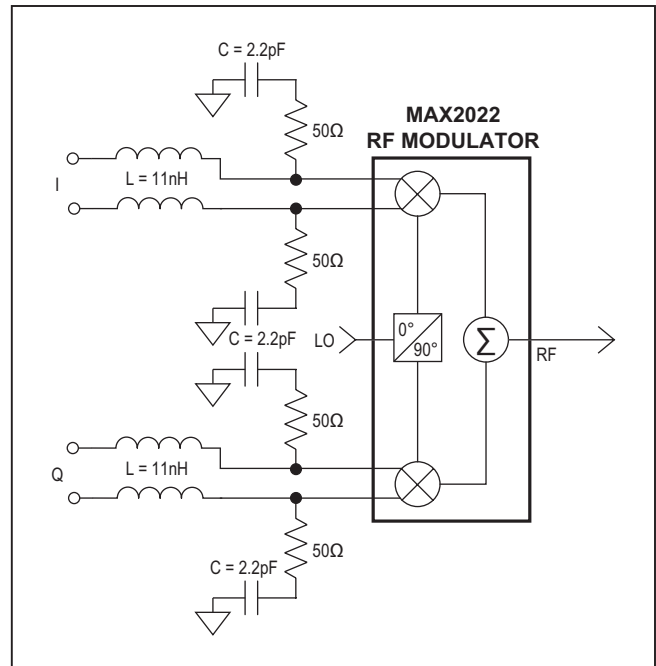 C = 2.2pF
50Ω
MAX2022
RF MODULATOR
I
L = 11nH
50Ω
C = 2.2pF
LO
0°
90°
Σ
RF
50Ω
Q
L = 11nH
50Ω
C = 2.2pF